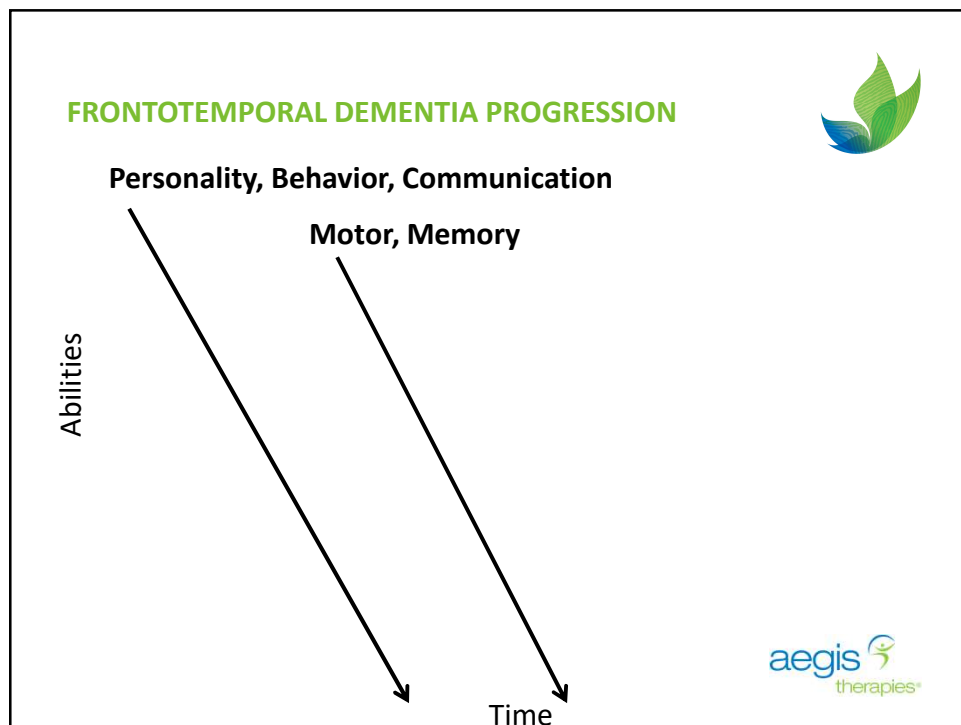 FRONTOTEMPORAL DEMENTIA PROGRESSION
Personality, Behavior, Communication
Motor, Memory
Abilities
Time
aegis
therapies®